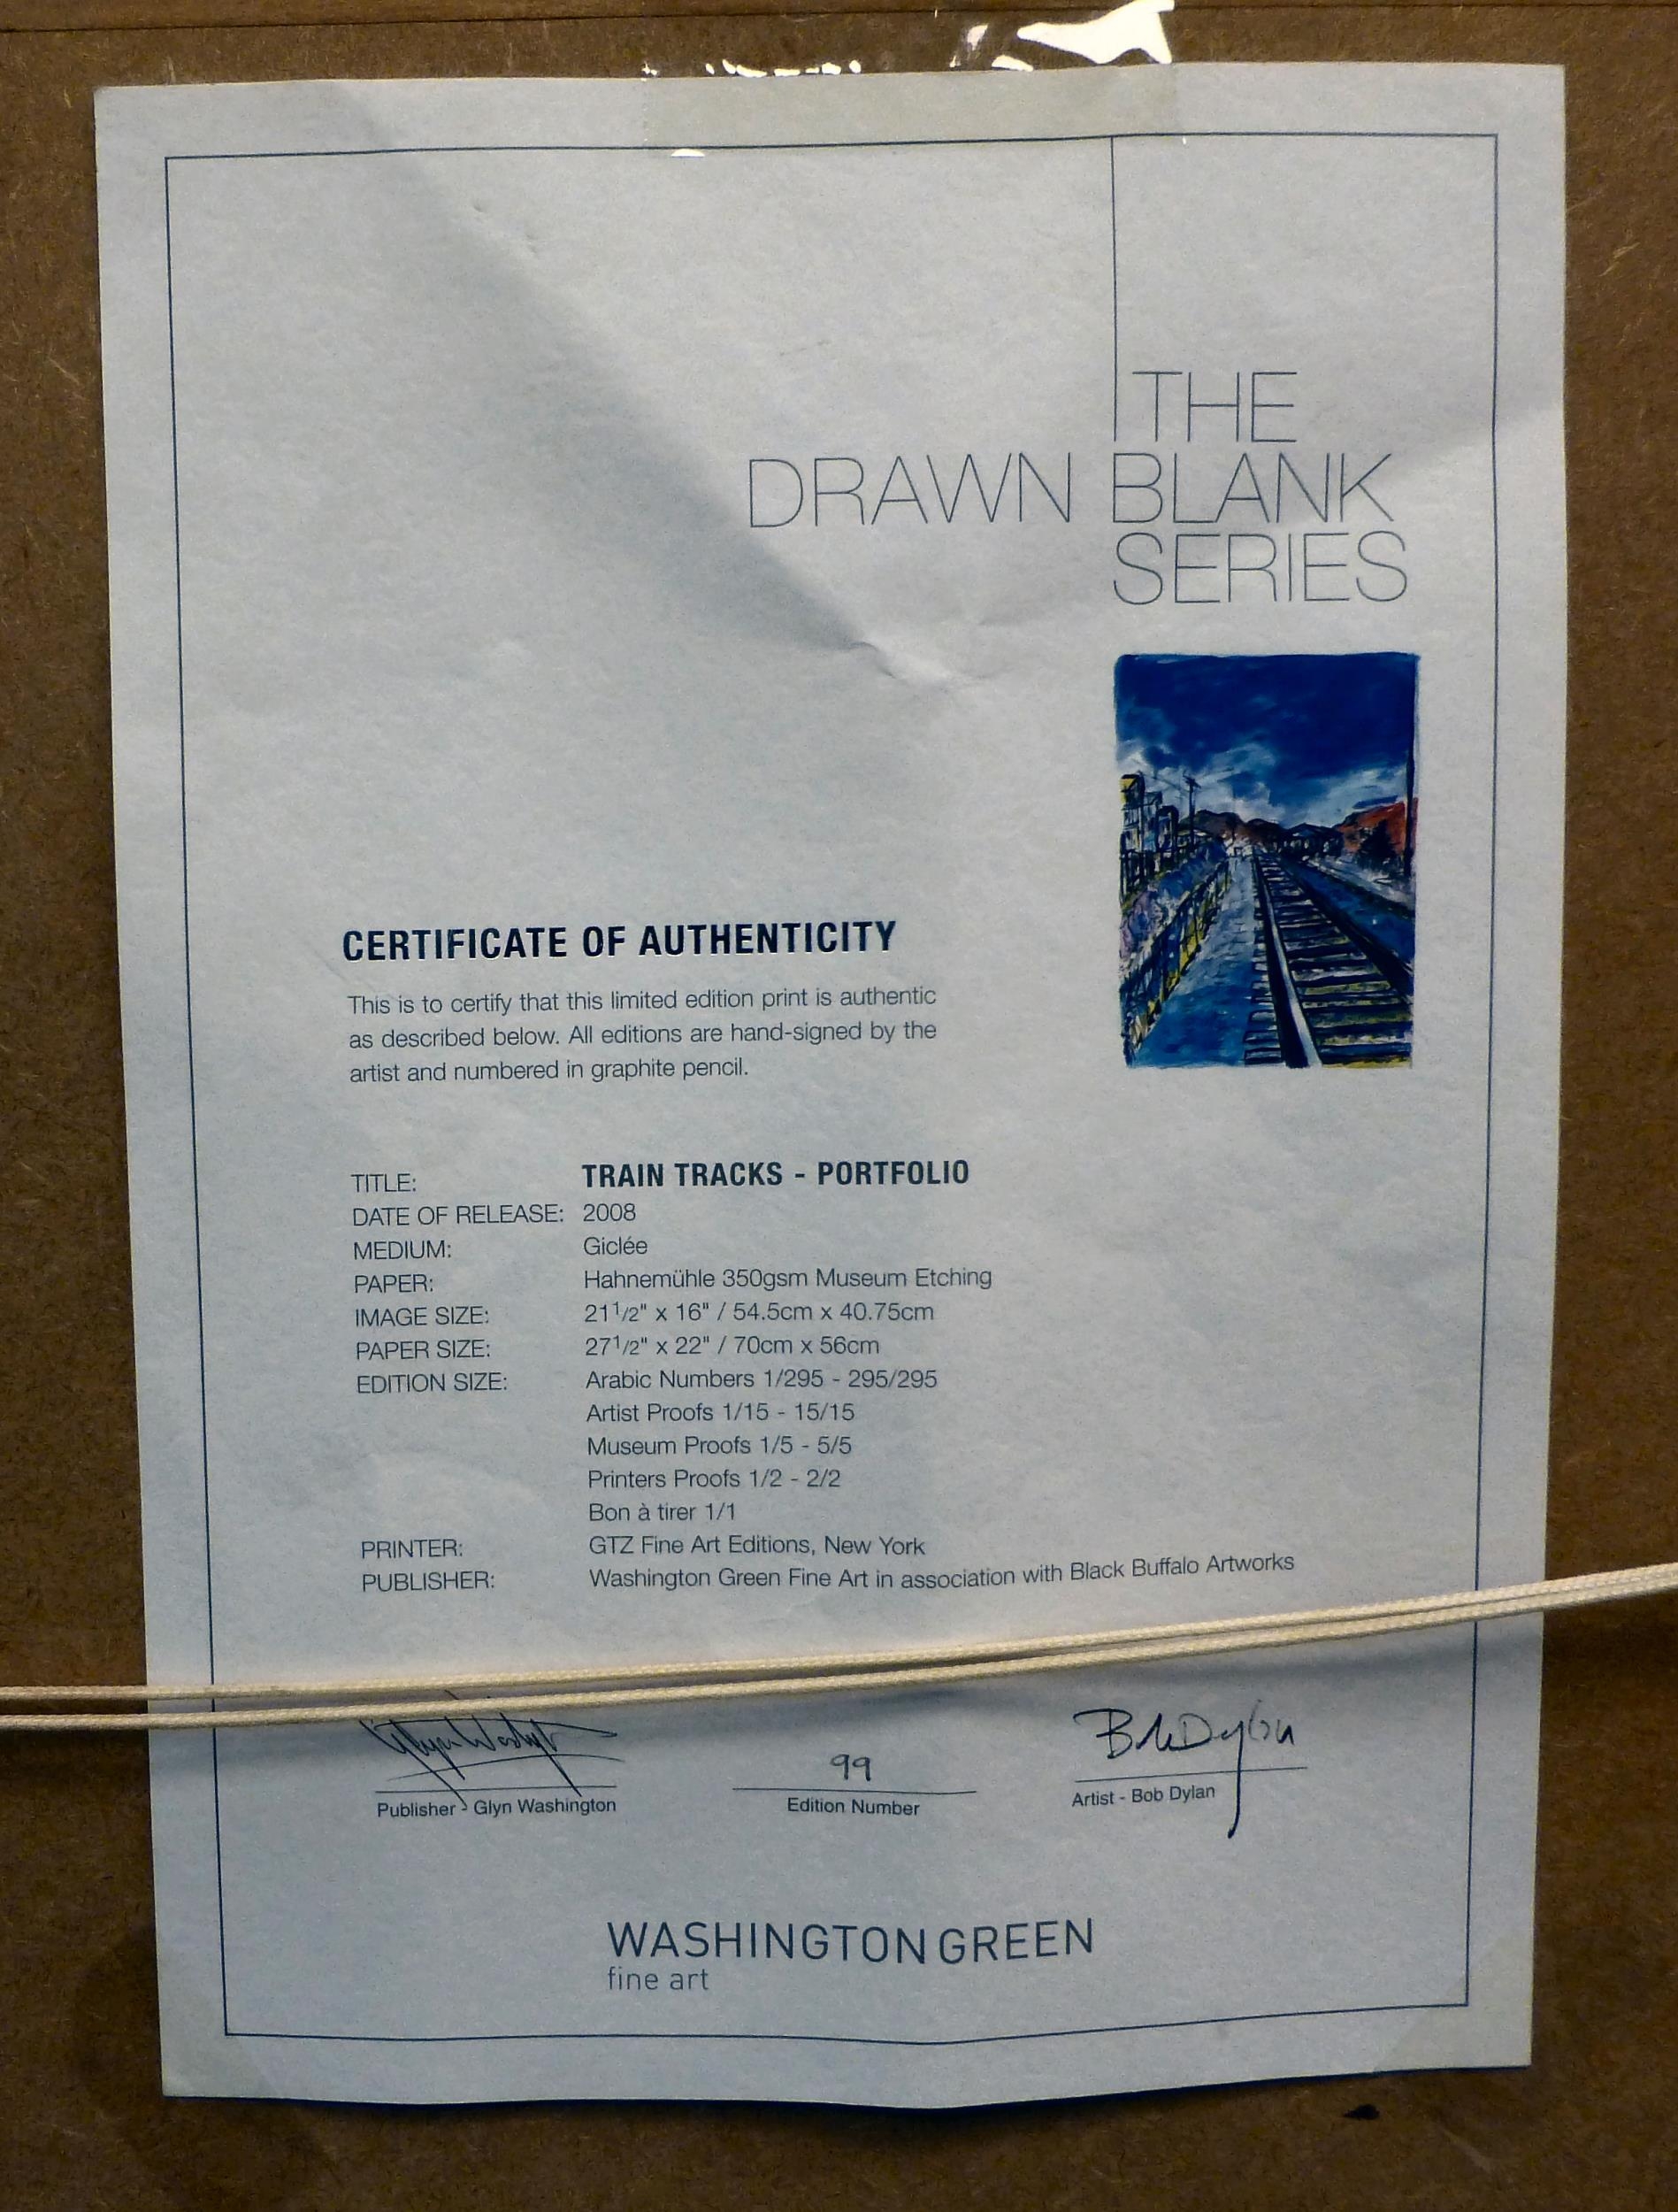 THE
DRAWN BLANK
SERIES
CERTIFICATE OF AUTHENTICITY
This is to certify that this limited edition print is authentic
as described below. All editions are hand-signed by the
artist and numbered in graphite pencil.
TITLE: TRAIN TRACKS - PORTFOLIO
DATE OF RELEASE: 2008
MEDIUM: Giclée
PAPER: Hahnemühle 350gsm Museum Etching
IMAGE SIZE: 21 1/2" x 16" / 54.5cm x 40.75cm
PAPER SIZE: 27 1/2" x 22" / 70cm x 56cm
EDITION SIZE: Arabic Numbers 1/295 - 295/295
Artist Proofs 1/15 - 15/15
Museum Proofs 1/5 - 5/5
Printers Proofs 1/2 - 2/2
Bon à tirer 1/1
PRINTER: GTZ Fine Art Editions, New York
PUBLISHER: Washington Green Fine Art in association with Black Buffalo Artworks
99 Bob Dylan
Publisher - Glyn Washington Edition Number Artist - Bob Dylan
WASHINGTON GREEN
fine art